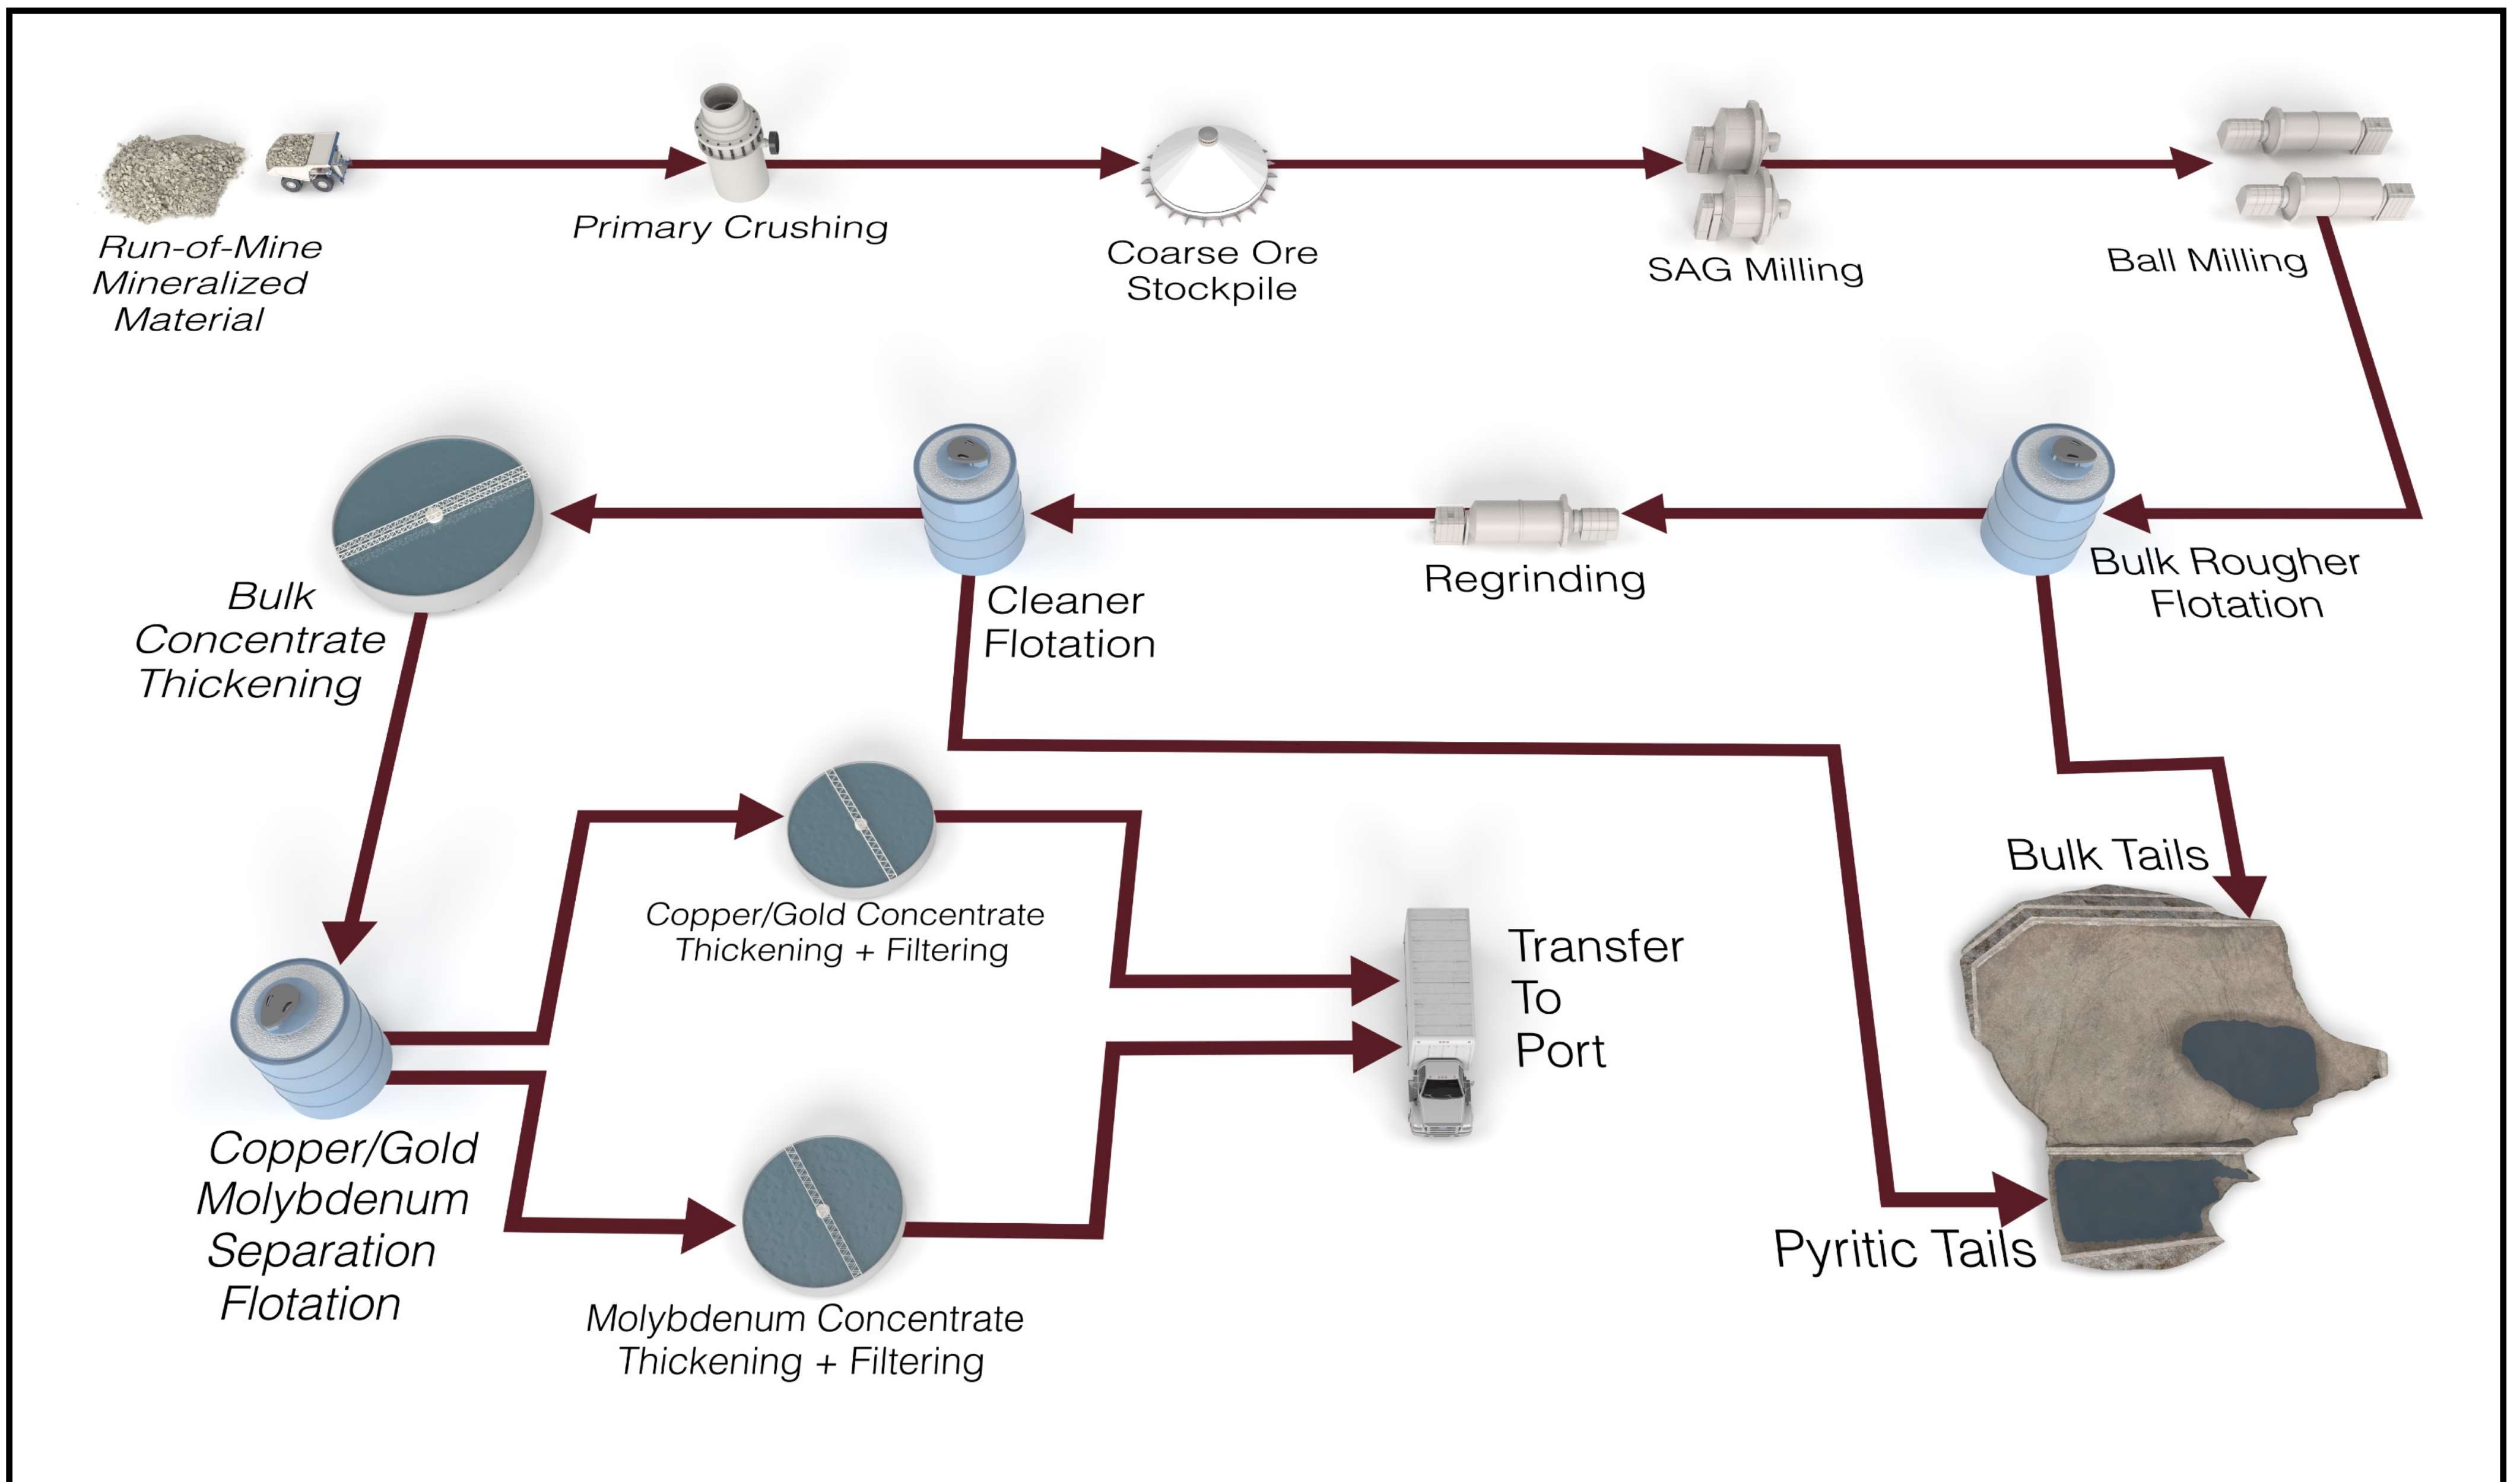 Run-of-Mine
Mineralized
Material
Primary Crushing
Coarse Ore
Stockpile
SAG Milling
Ball Milling
Bulk
Concentrate
Thickening
Cleaner
Flotation
Regrinding
Bulk Rougher
Flotation
Copper/Gold Concentrate
Thickening + Filtering
Transfer
To
Port
Bulk Tails
Copper/Gold
Molybdenum
Separation
Flotation
Molybdenum Concentrate
Thickening + Filtering
Pyritic Tails